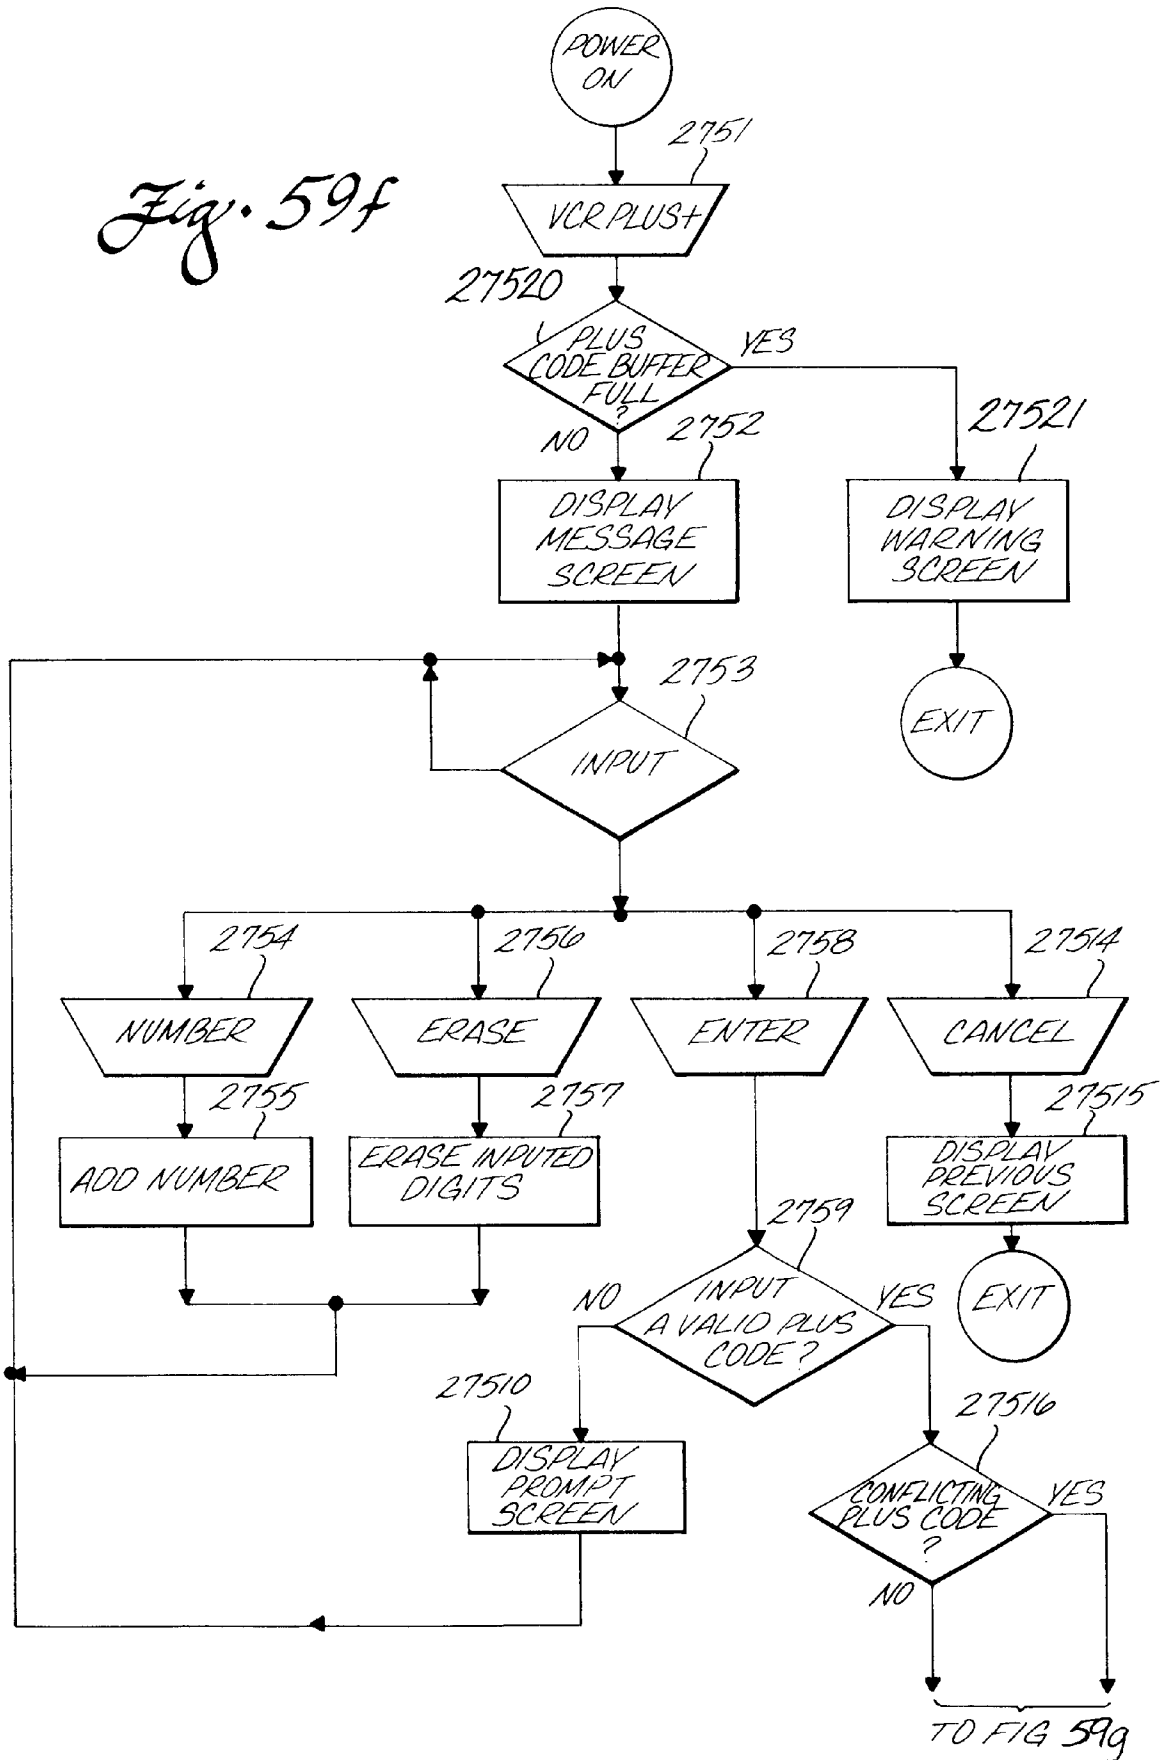 POWER
ON
2751
Fig. 59f
VCR PLUS+
27520
PLUS
CODE BUFFER
FULL
?
YES
NO
2752
27521
DISPLAY
MESSAGE
SCREEN
DISPLAY
WARNING
SCREEN
2753
INPUT
EXIT
2754
2756
2758
27514
NUMBER
ERASE
ENTER
CANCEL
2755
2757
27515
ADD NUMBER
ERASE INPUTED
DIGITS
DISPLAY
PREVIOUS
SCREEN
2759
NO
INPUT
A VALID PLUS
CODE?
YES
EXIT
27510
27516
DISPLAY
PROMPT
SCREEN
CONFLICTING
PLUS CODE
?
YES
NO
TO FIG 59g